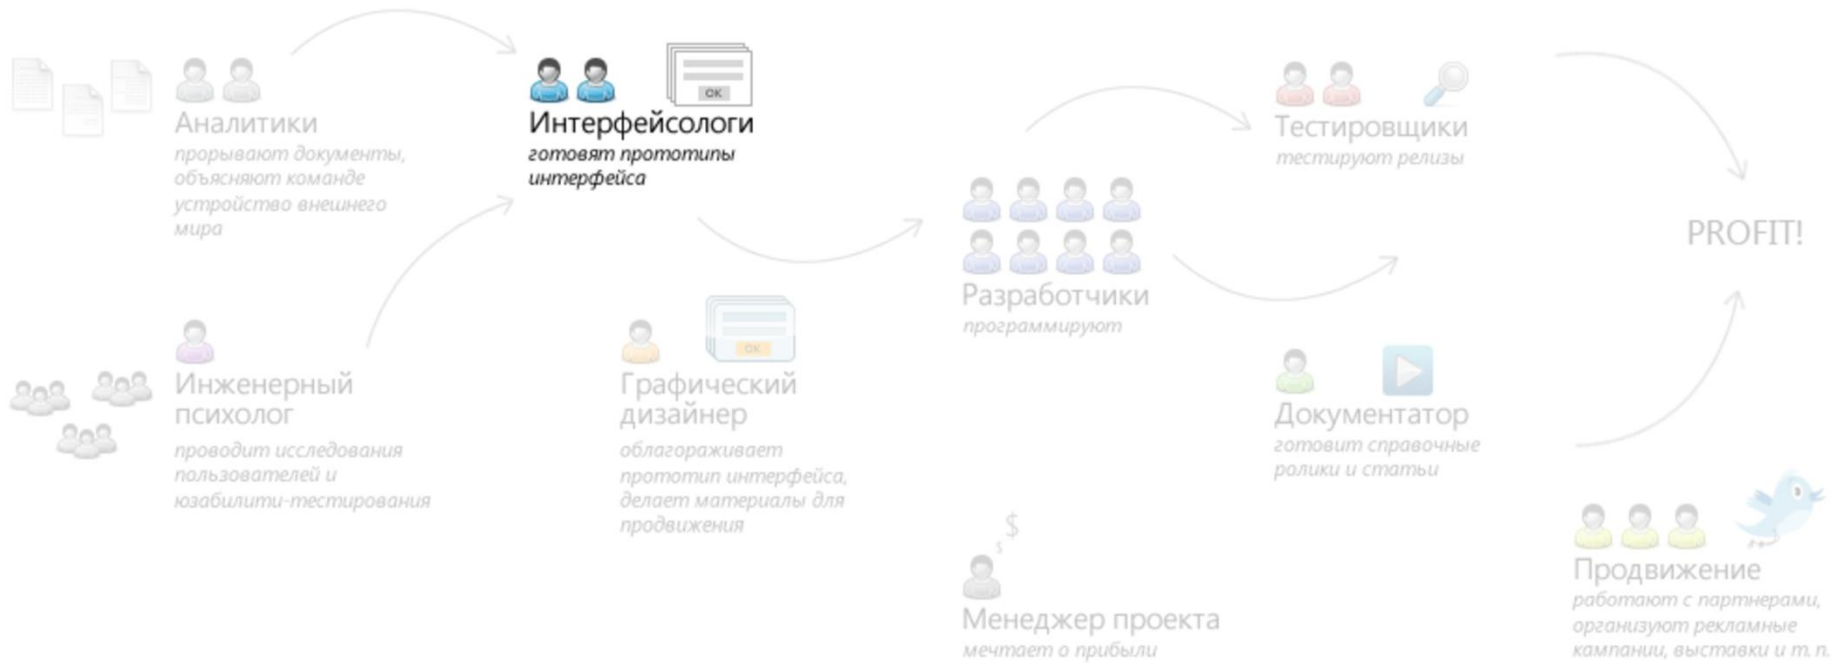 Аналитики
прорывают документы,
объясняют команде
устройство внешнего
мира
OK
Интерфейсологи
готовят прототипы
интерфейса
Тестировщики
тестируют релизы
PROFIT!
Разработчики
программируют
Инженерный
психолог
проводит исследования
пользователей и
юзабилити-тестирования
OK
Графический
дизайнер
облагораживает
прототип интерфейса,
делает материалы для
продвижения
Документатор
готовит справочные
ролики и статьи
$
$
Менеджер проекта
мечтает о прибыли
Продвижение
работают с партнерами,
организуют рекламные
кампании, выставки и т. п.